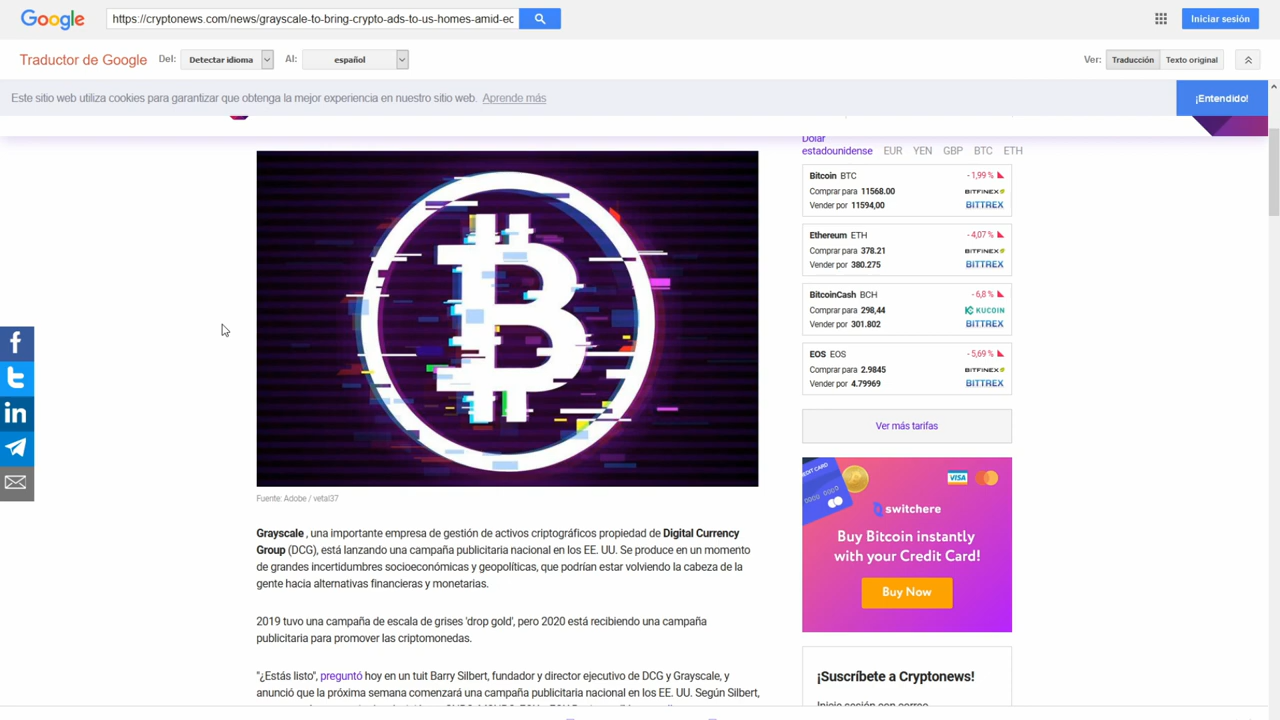 Google
https://cryptonews.com/news/grayscale-to-bring-crypto-ads-to-us-homes-amid-ec
Iniciar sesión
Traductor de Google
Del: Detectar idioma Al: español
Ver: Traducción Texto original
Este sitio web utiliza cookies para garantizar que obtenga la mejor experiencia en nuestro sitio web. Aprende más
¡Entendido!
Dólar
estadounidense EUR YEN GBP BTC ETH
Bitcoin BTC - 1,99 %
Comprar para 11568.00 BITFINEX
Vender por 11594,00 BITTREX
Ethereum ETH - 4,07 %
Comprar para 378.21 BITFINEX
Vender por 380.275 BITTREX
BitcoinCash BCH - 6,8 %
Comprar para 298,44 KUCOIN
Vender por 301.802 BITTREX
EOS EOS - 5,69 %
Comprar para 2.9845 BITFINEX
Vender por 4.79969 BITTREX
Ver más tarifas
CREDIT CARD
VISA
switchere
Buy Bitcoin instantly
with your Credit Card!
Buy Now
¡Suscríbete a Cryptonews!
Fuente: Adobe / vetal37
Grayscale , una importante empresa de gestión de activos criptográficos propiedad de Digital Currency
Group (DCG), está lanzando una campaña publicitaria nacional en los EE. UU. Se produce en un momento
de grandes incertidumbres socioeconómicas y geopolíticas, que podrían estar volviendo la cabeza de la
gente hacia alternativas financieras y monetarias.
2019 tuvo una campaña de escala de grises 'drop gold', pero 2020 está recibiendo una campaña
publicitaria para promover las criptomonedas.
"¿Estás listo", preguntó hoy en un tuit Barry Silbert, fundador y director ejecutivo de DCG y Grayscale, y
anunció que la próxima semana comenzará una campaña publicitaria nacional en los EE. UU. Según Silbert,